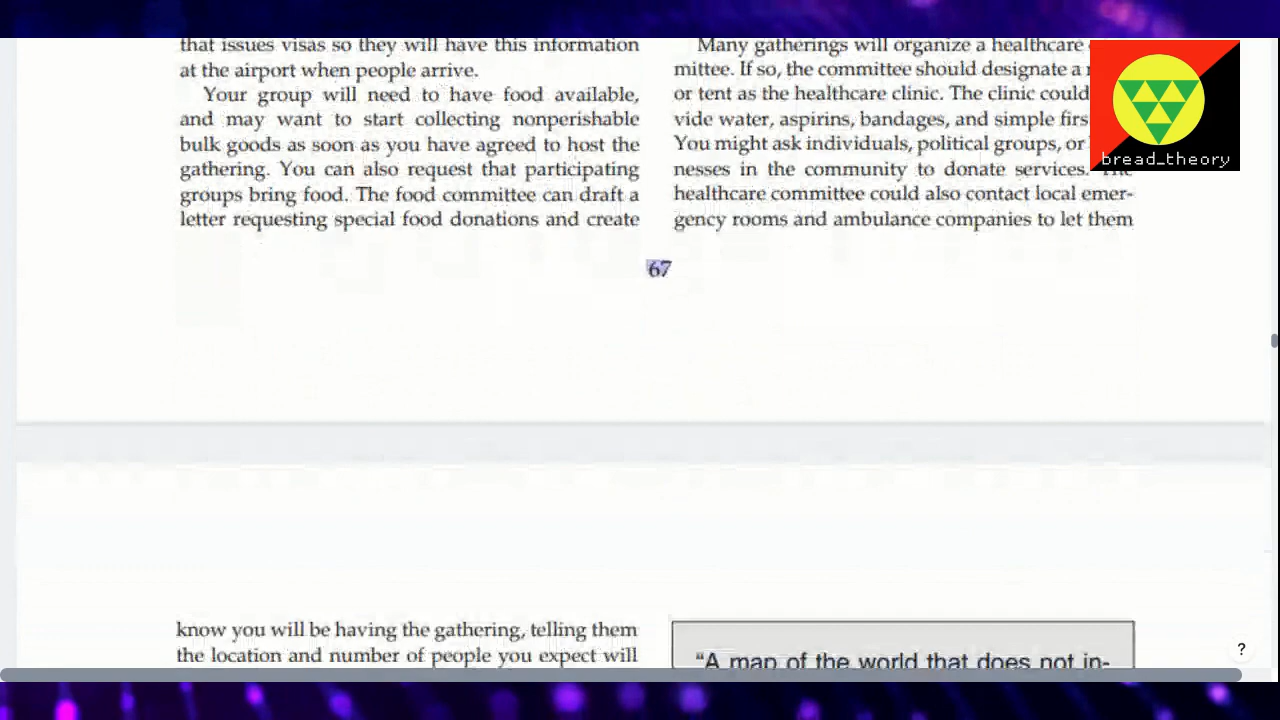 that issues visas so they will have this information
at the airport when people arrive.
Your group will need to have food available,
and may want to start collecting nonperishable
bulk goods as soon as you have agreed to host the
gathering. You can also request that participating
groups bring food. The food committee can draft a
letter requesting special food donations and create
Many gatherings will organize a healthcare
mittee. If so, the committee should designate a
or tent as the healthcare clinic. The clinic could
vide water, aspirins, bandages, and simple firs
You might ask individuals, political groups, or
nesses in the community to donate services. The
healthcare committee could also contact local emer-
gency rooms and ambulance companies to let them
bread_theory
67
know you will be having the gathering, telling them
the location and number of people you expect will
"A map of the world that does not in-
?